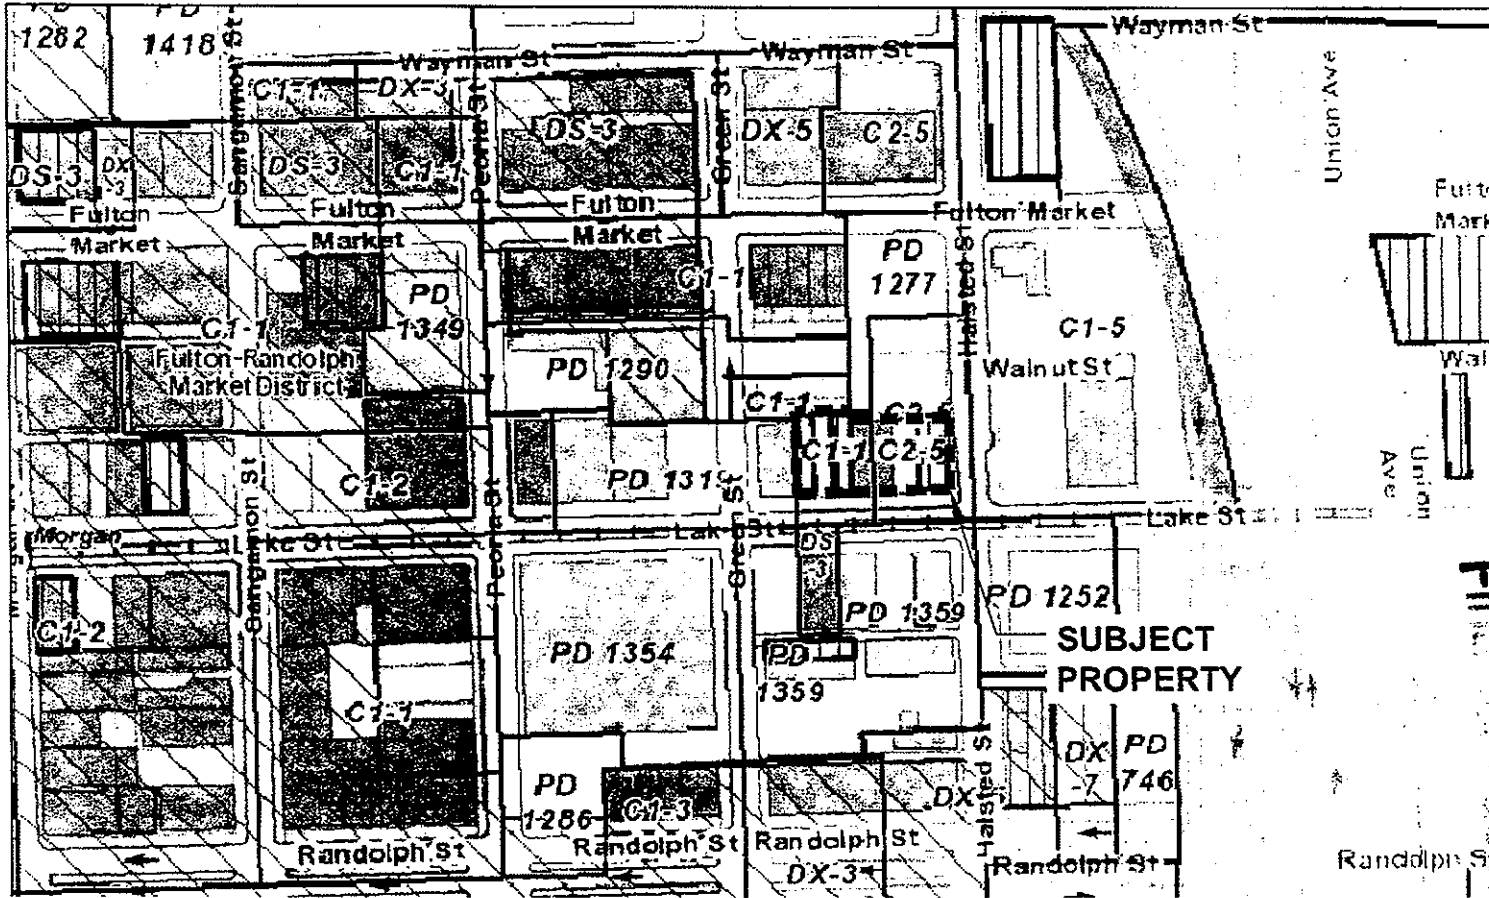 PD
1282
1418
Sangamon St
Wayman St
Wayman St
Wayman St
C1-1
DX-3
Peoria St
DS-3
Green St
DX-5
C2-5
Union Ave
DS-3
DX
-3
DS-3
C1-1
Fulton
Market
Fulton
Market
Fulton
Market
Fulton Market
Halsted St
PD
1349
C1-1
PD
1277
C1-5
C1-1
Fulton-Randolph
Market District
PD 1290
Walnut St
C1-1
C2
C1-1
C2-5
C1-2
PD 1319
Union
Ave
Sangamon St
Peoria St
Green St
Morgan
Lake St
Lake St
Lake St
DS
-3
C1-2
PD 1359
PD 1252
SUBJECT
PROPERTY
PD 1354
PD
1359
C1-1
Halsted St
DX
-7
PD
746
PD
1286
C1-3
DX
Randolph St
Randolph St
Randolph St
Randolph St
DX-3